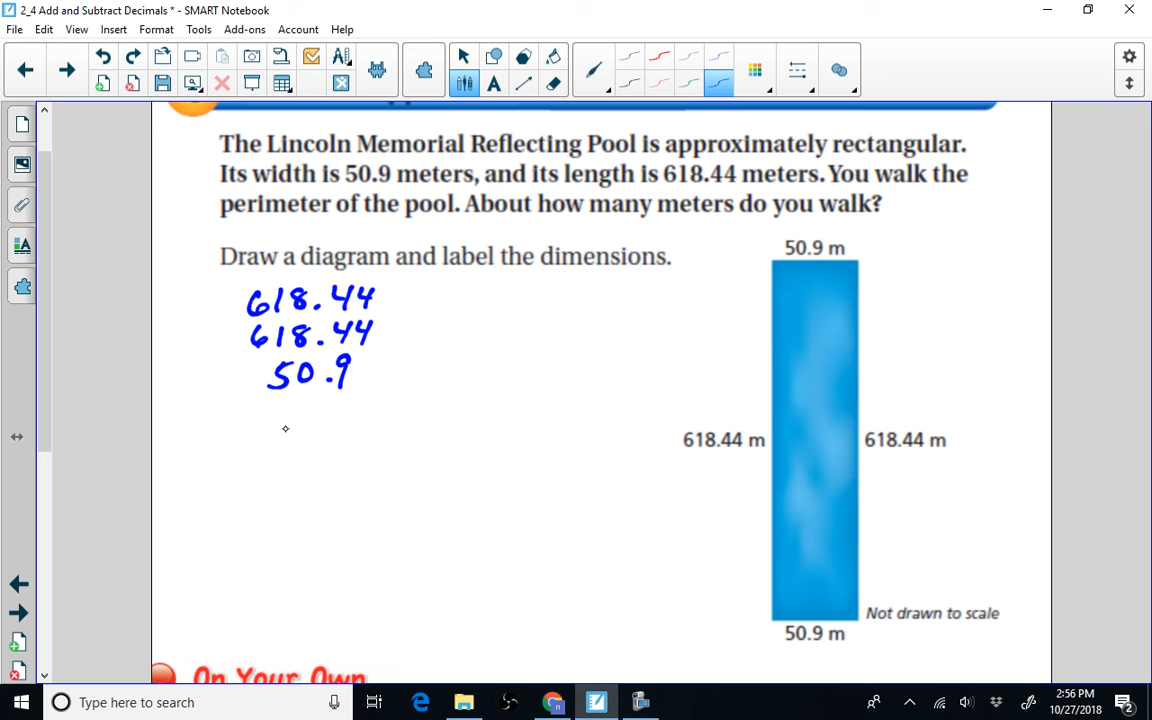 2_4 Add and Subtract Decimals * - SMART Notebook
File Edit View Insert Format Tools Add-ons Account Help
The Lincoln Memorial Reflecting Pool is approximately rectangular.
Its width is 50.9 meters, and its length is 618.44 meters. You walk the
perimeter of the pool. About how many meters do you walk?
Draw a diagram and label the dimensions.
50.9 m
618.44
618.44
50.9
618.44 m
618.44 m
Not drawn to scale
50.9 m
On Your Own
Type here to search
2:56 PM
10/27/2018
2